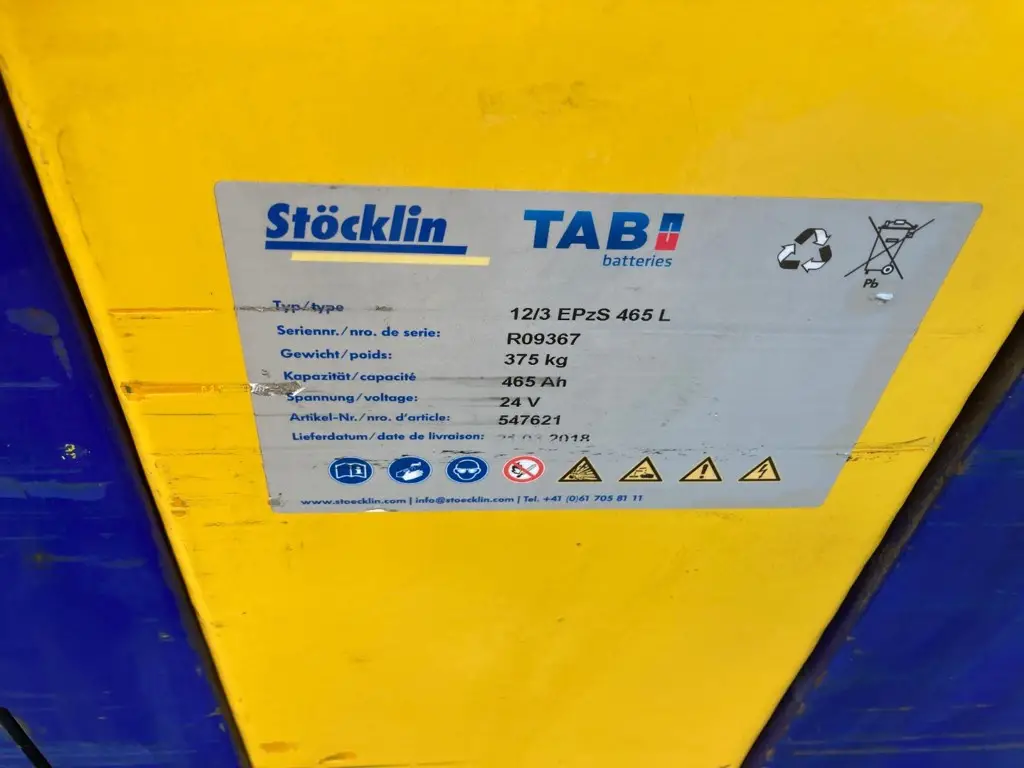 Stöcklin
TAB
batteries
Pb
Typ/type 12/3 EPzS 465 L
Seriennr./nro. de serie: R09367
Gewicht/poids: 375 kg
Kapazität/capacité 465 Ah
Spannung/voltage: 24 V
Artikel-Nr./nro. d'article: 547621
Lieferdatum/date de livraison: 2018
www.stoecklin.com | info@stoecklin.com | Tel. +41 (0)61 705 81 11